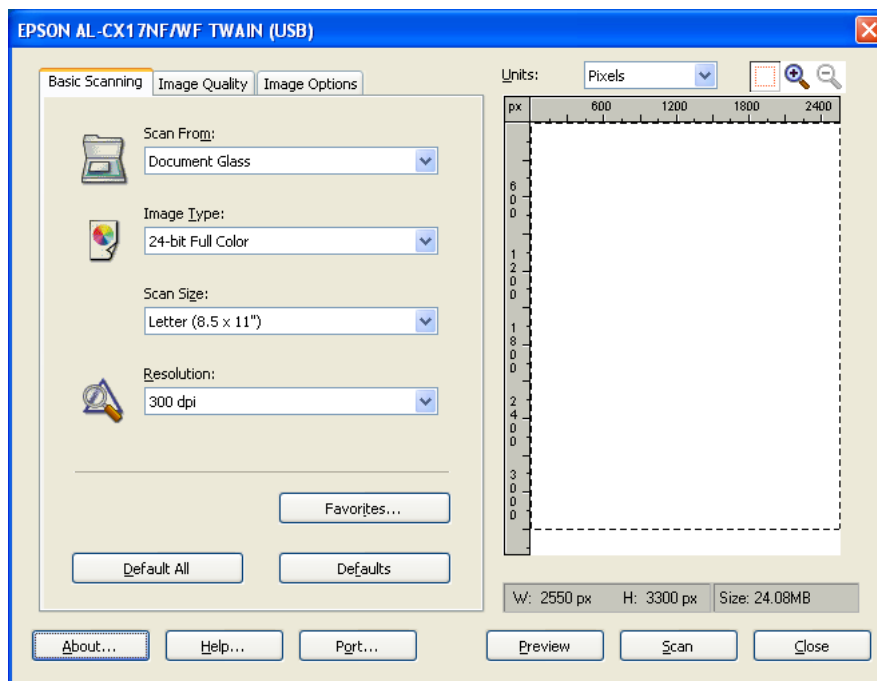 EPSON AL-CX17NF/WF TWAIN (USB)
Basic Scanning
Image Quality
Image Options
Scan From:
Document Glass
Image Type:
24-bit Full Color
Scan Size:
Letter (8.5 x 11")
Resolution:
300 dpi
Favorites...
Default All
Defaults
Units:
Pixels
px
600
1200
1800
2400
600
1200
1800
2400
3000
W: 2550 px H: 3300 px Size: 24.08MB
About...
Help...
Port...
Preview
Scan
Close